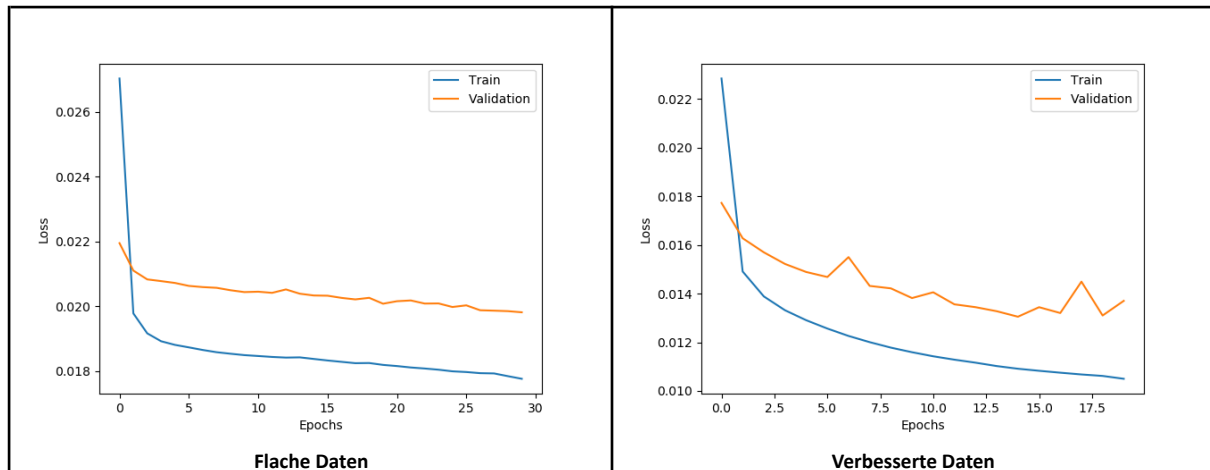 Train
Validation
0.026
0.024
0.022
0.020
0.018
Loss
0 5 10 15 20 25 30
Epochs
Flache Daten
Train
Validation
0.022
0.020
0.018
0.016
0.014
0.012
0.010
Loss
0.0 2.5 5.0 7.5 10.0 12.5 15.0 17.5
Epochs
Verbesserte Daten